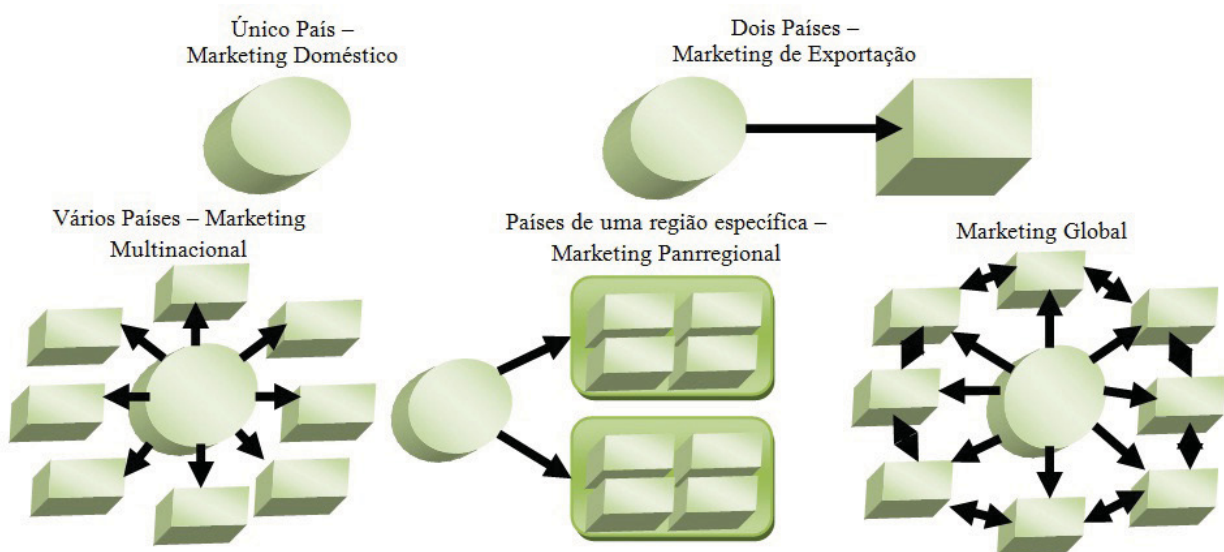 Único País –
Marketing Doméstico
Dois Países –
Marketing de Exportação
Vários Países – Marketing
Multinacional
Países de uma região específica –
Marketing Panrregional
Marketing Global